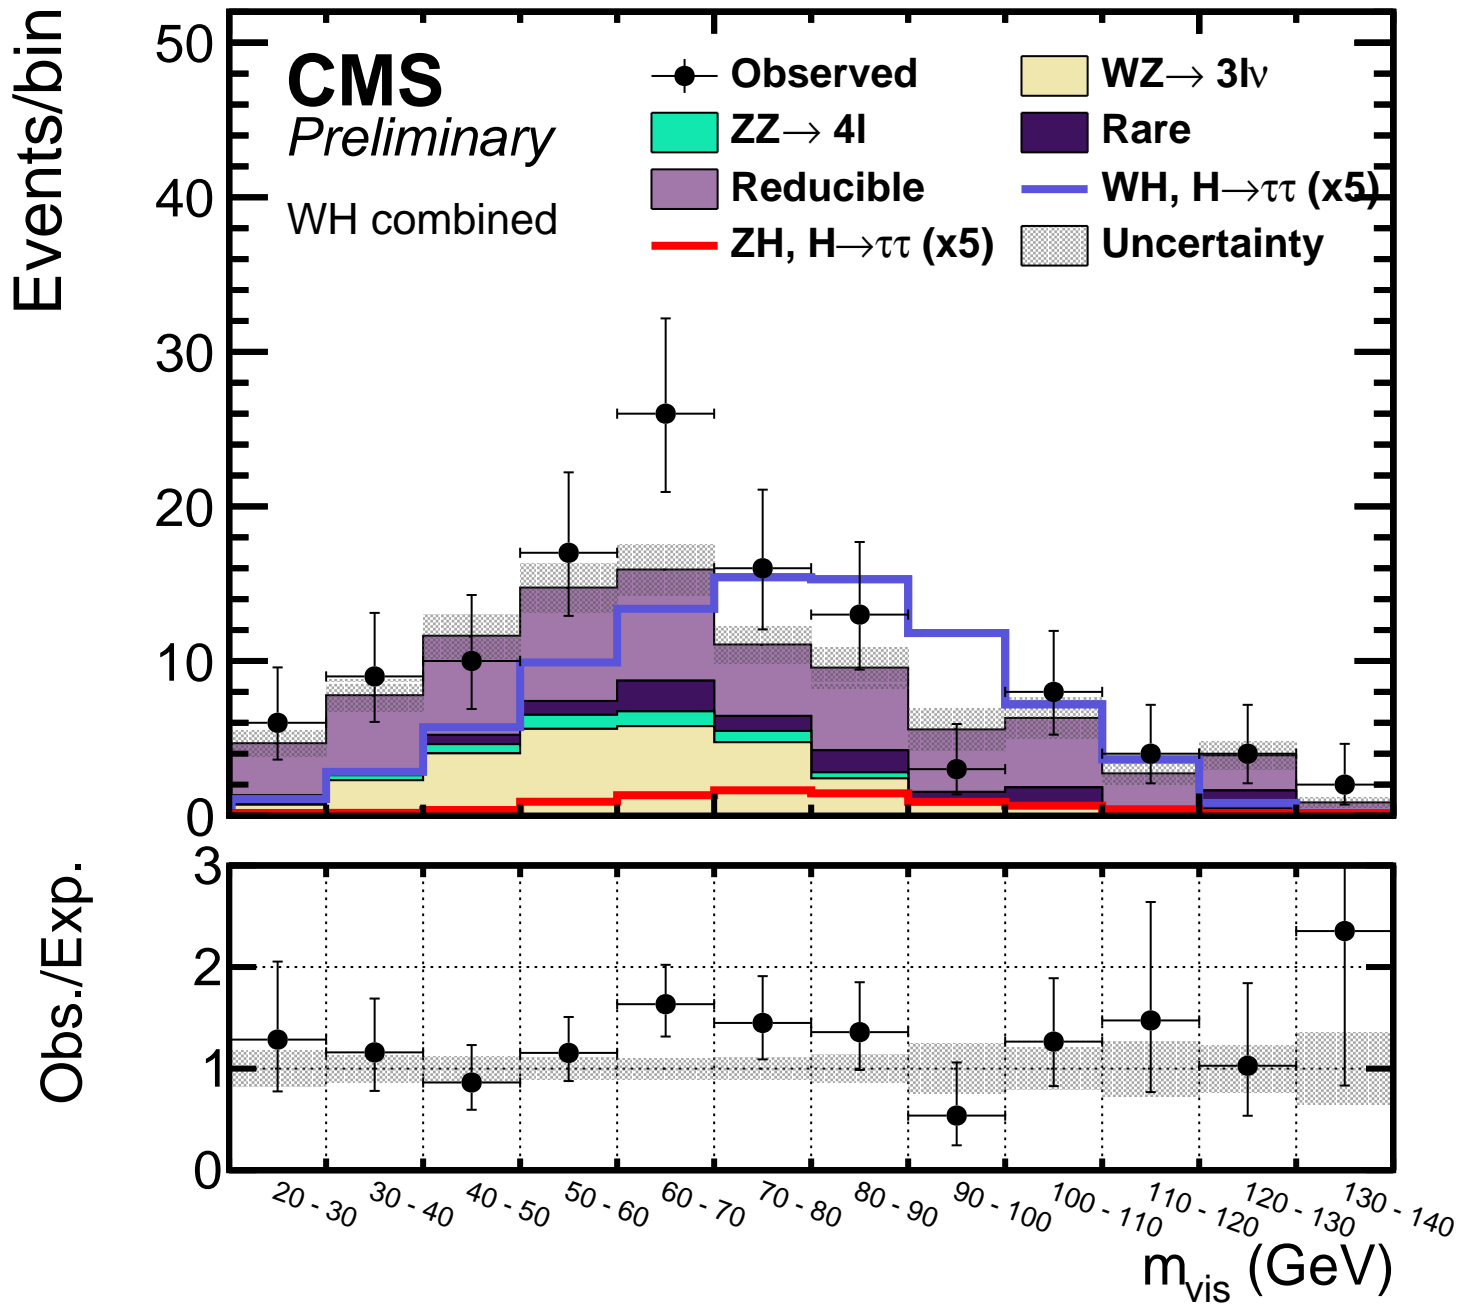 Events/bin
50
40
30
20
10
0
CMS
Preliminary
WH combined
Observed
WZ→ 3lν
ZZ→ 4l
Rare
Reducible
WH, H→ττ (x5)
ZH, H→ττ (x5)
Uncertainty
Obs./Exp.
3
2
1
0
20 - 30
30 - 40
40 - 50
50 - 60
60 - 70
70 - 80
80 - 90
90 - 100
100 - 110
110 - 120
120 - 130
130 - 140
m_vis (GeV)